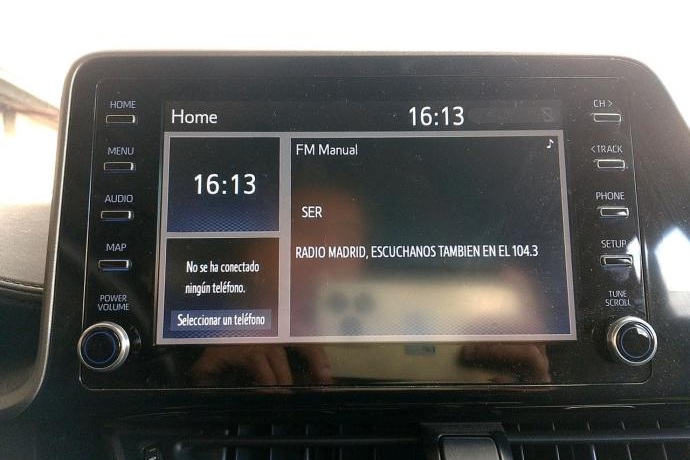 HOME
MENU
AUDIO
MAP
POWER
VOLUME
Home
16:13
16:13
No se ha conectado
ningún teléfono.
Seleccionar un teléfono
FM Manual
SER
RADIO MADRID, ESCUCHANOS TAMBIEN EN EL 104.3
CH >
< TRACK
PHONE
SETUP
TUNE
SCROLL